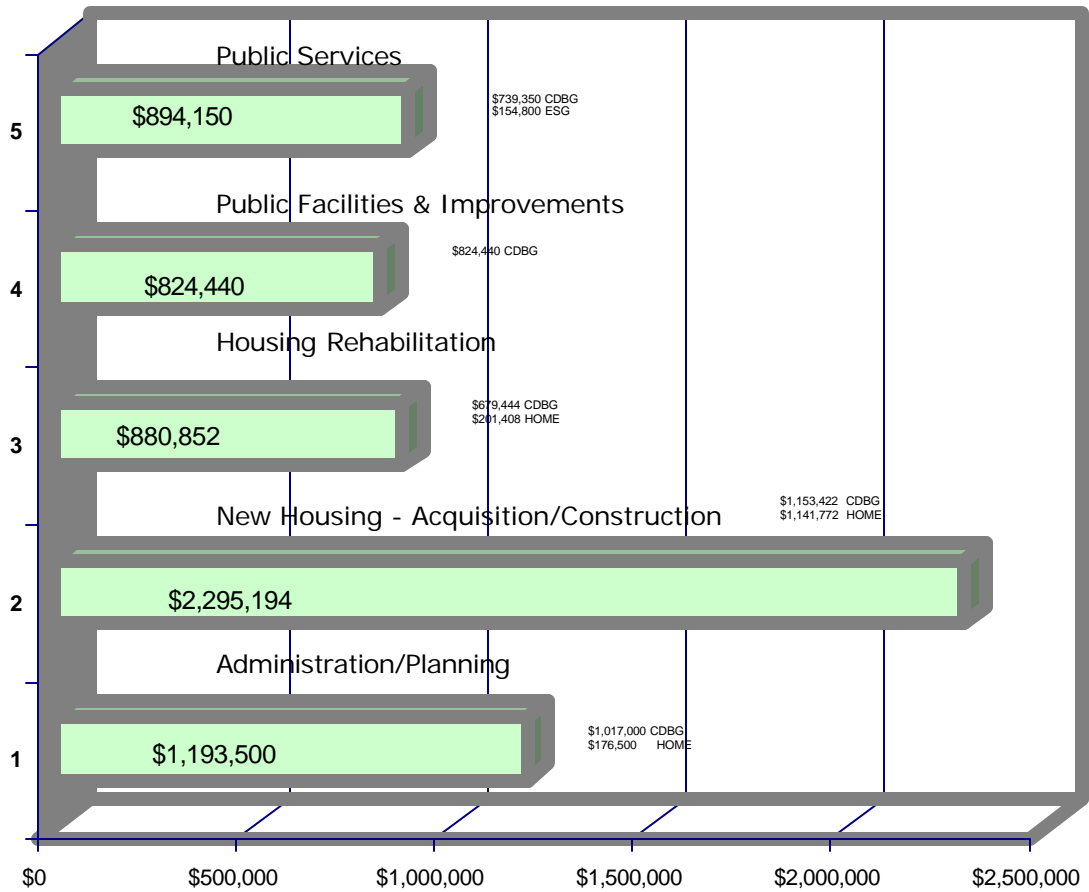 Public Services
$739,350 CDBG
$154,800 ESG
$894,150
5
Public Facilities & Improvements
$824,440 CDBG
$824,440
4
Housing Rehabilitation
$679,444 CDBG
$201,408 HOME
$880,852
3
$1,153,422 CDBG
$1,141,772 HOME
New Housing - Acquisition/Construction
$2,295,194
2
Administration/Planning
$1,017,000 CDBG
$176,500 HOME
$1,193,500
1
$0 $500,000 $1,000,000 $1,500,000 $2,000,000 $2,500,000